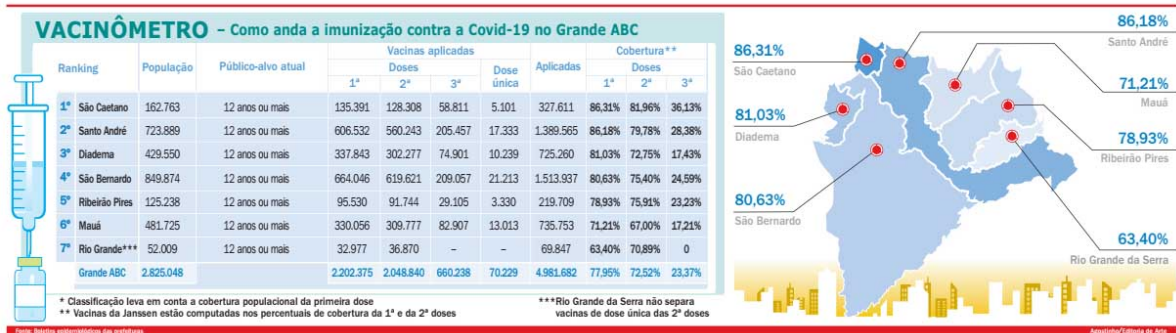 VACINÔMETRO – Como anda a imunização contra a Covid-19 no Grande ABC
Ranking População Público-alvo atual Vacinas aplicadas Aplicadas Cobertura**
Doses Dose única Doses
1ª 2ª 3ª 1ª 2ª 3ª
1º São Caetano 162.763 12 anos ou mais 135.391 128.308 58.811 5.101 327.611 86,31% 81,96% 36,13%
2º Santo André 723.889 12 anos ou mais 606.532 560.243 205.457 17.333 1.389.565 86,18% 79,78% 28,38%
3º Diadema 429.550 12 anos ou mais 337.843 302.277 74.901 10.239 725.260 81,03% 72,75% 17,43%
4º São Bernardo 849.874 12 anos ou mais 664.046 619.621 209.057 21.213 1.513.937 80,63% 75,40% 24,59%
5º Ribeirão Pires 125.238 12 anos ou mais 95.530 91.744 29.105 3.330 219.709 78,93% 75,91% 23,23%
6º Mauá 481.725 12 anos ou mais 330.056 309.777 82.907 13.013 735.753 71,21% 67,00% 17,21%
7º Rio Grande*** 52.009 12 anos ou mais 32.977 36.870 – – 69.847 63,40% 70,89% 0
Grande ABC 2.825.048 2.202.375 2.048.840 660.238 70.229 4.981.682 77,95% 72,52% 23,37%
* Classificação leva em conta a cobertura populacional da primeira dose
** Vacinas da Janssen estão computadas nos percentuais de cobertura da 1ª e da 2ª doses
***Rio Grande da Serra não separa
vacinas de dose única das 2ª doses
86,31%
São Caetano
81,03%
Diadema
80,63%
São Bernardo
86,18%
Santo André
71,21%
Mauá
78,93%
Ribeirão Pires
63,40%
Rio Grande da Serra
Fonte: Boletins epidemiológicos das prefeituras
Agostinho/Editoria de Arte